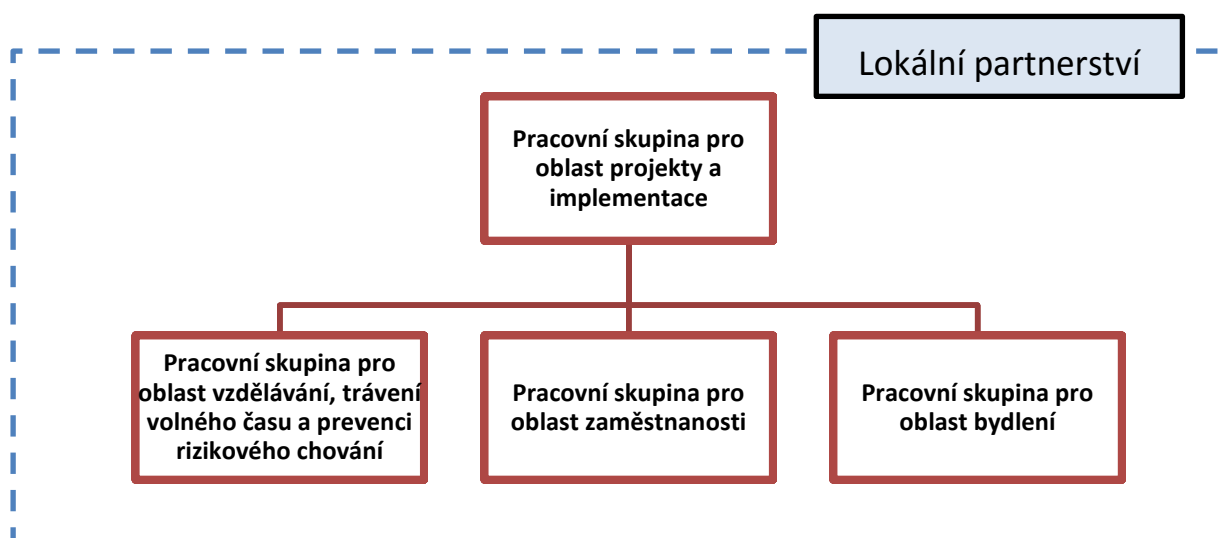 Lokální partnerství
Pracovní skupina pro
oblast projekty a
implementace
Pracovní skupina pro
oblast vzdělávání, trávení
volného času a prevenci
rizikového chování
Pracovní skupina pro
oblast zaměstnanosti
Pracovní skupina pro
oblast bydlení